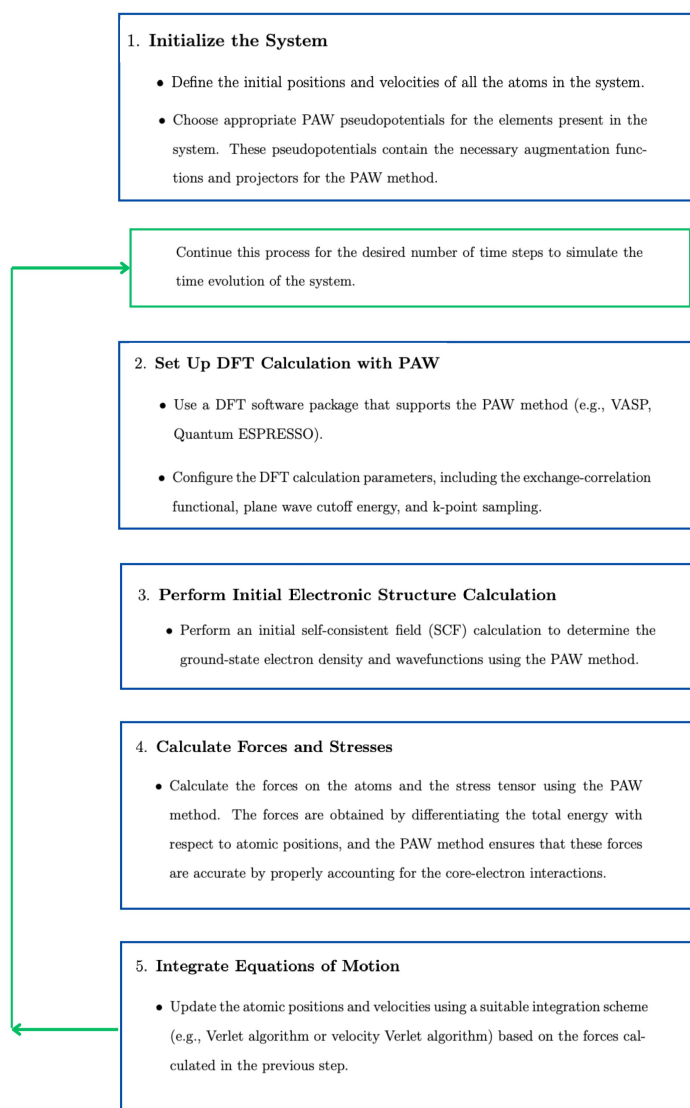 1. Initialize the System
• Define the initial positions and velocities of all the atoms in the system.
• Choose appropriate PAW pseudopotentials for the elements present in the
system. These pseudopotentials contain the necessary augmentation func-
tions and projectors for the PAW method.
Continue this process for the desired number of time steps to simulate the
time evolution of the system.
2. Set Up DFT Calculation with PAW
• Use a DFT software package that supports the PAW method (e.g., VASP,
Quantum ESPRESSO).
• Configure the DFT calculation parameters, including the exchange-correlation
functional, plane wave cutoff energy, and k-point sampling.
3. Perform Initial Electronic Structure Calculation
• Perform an initial self-consistent field (SCF) calculation to determine the
ground-state electron density and wavefunctions using the PAW method.
4. Calculate Forces and Stresses
• Calculate the forces on the atoms and the stress tensor using the PAW
method. The forces are obtained by differentiating the total energy with
respect to atomic positions, and the PAW method ensures that these forces
are accurate by properly accounting for the core-electron interactions.
5. Integrate Equations of Motion
• Update the atomic positions and velocities using a suitable integration scheme
(e.g., Verlet algorithm or velocity Verlet algorithm) based on the forces cal-
culated in the previous step.